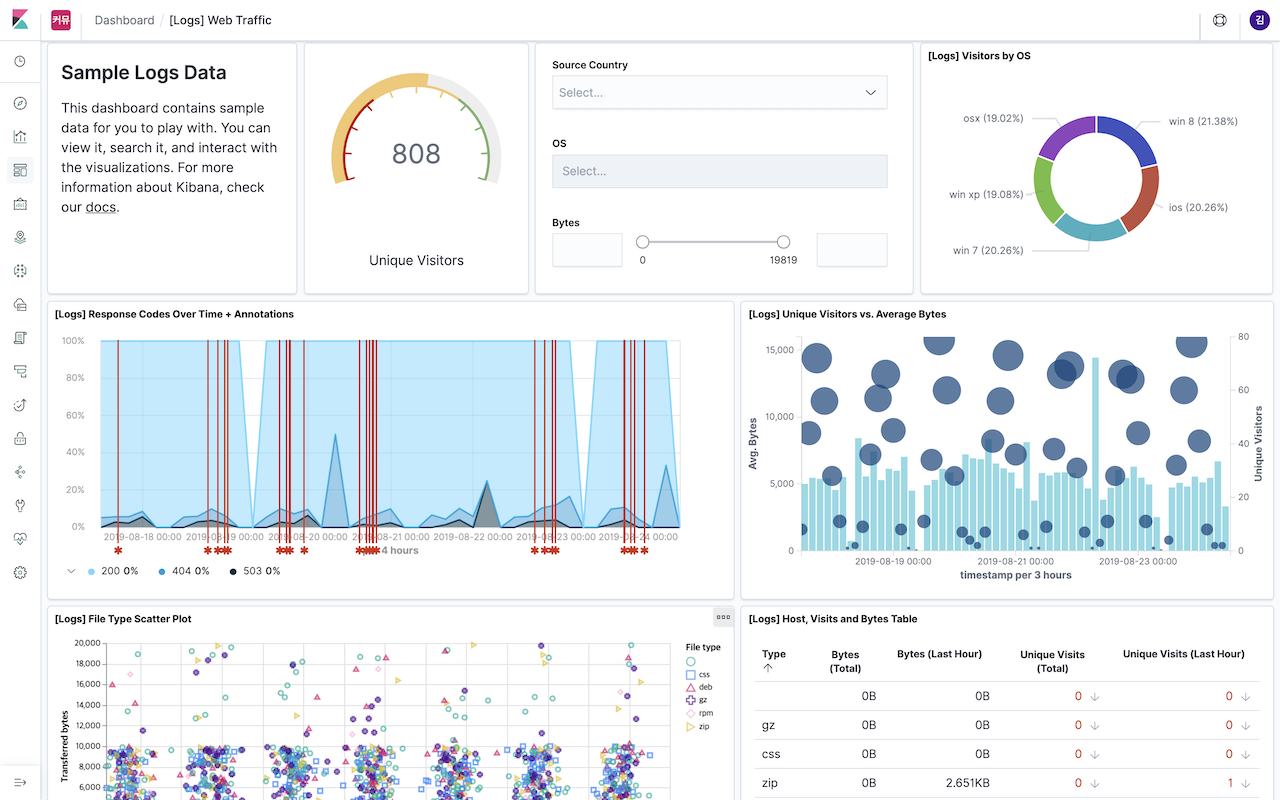 커뮤 Dashboard / [Logs] Web Traffic 김
Sample Logs Data
This dashboard contains sample
data for you to play with. You can
view it, search it, and interact with
the visualizations. For more
information about Kibana, check
our docs.
808
Unique Visitors
Source Country
Select...
OS
Select...
Bytes
0 19819
[Logs] Visitors by OS
osx (19.02%)
win 8 (21.38%)
win xp (19.08%)
ios (20.26%)
win 7 (20.26%)
[Logs] Response Codes Over Time + Annotations
100%
80%
60%
40%
20%
0%
2019-08-18 00:00 2019-08-19 00:00 2019-08-20 00:00 2019-08-21 00:00 2019-08-22 00:00 2019-08-23 00:00 2019-08-24 00:00
4 hours
200 0% 404 0% 503 0%
[Logs] Unique Visitors vs. Average Bytes
Avg. Bytes
15,000
10,000
5,000
0
80
60
40
20
0
Unique Visitors
2019-08-19 00:00 2019-08-21 00:00 2019-08-23 00:00
timestamp per 3 hours
[Logs] File Type Scatter Plot
Transferred bytes
20,000
18,000
16,000
14,000
12,000
10,000
8,000
6,000
File type
css
deb
gz
rpm
zip
[Logs] Host, Visits and Bytes Table
Type Bytes (Total) Bytes (Last Hour) Unique Visits (Total) Unique Visits (Last Hour)
0B 0B 0 0
gz 0B 0B 0 0
css 0B 0B 0 0
zip 0B 2.651KB 0 1